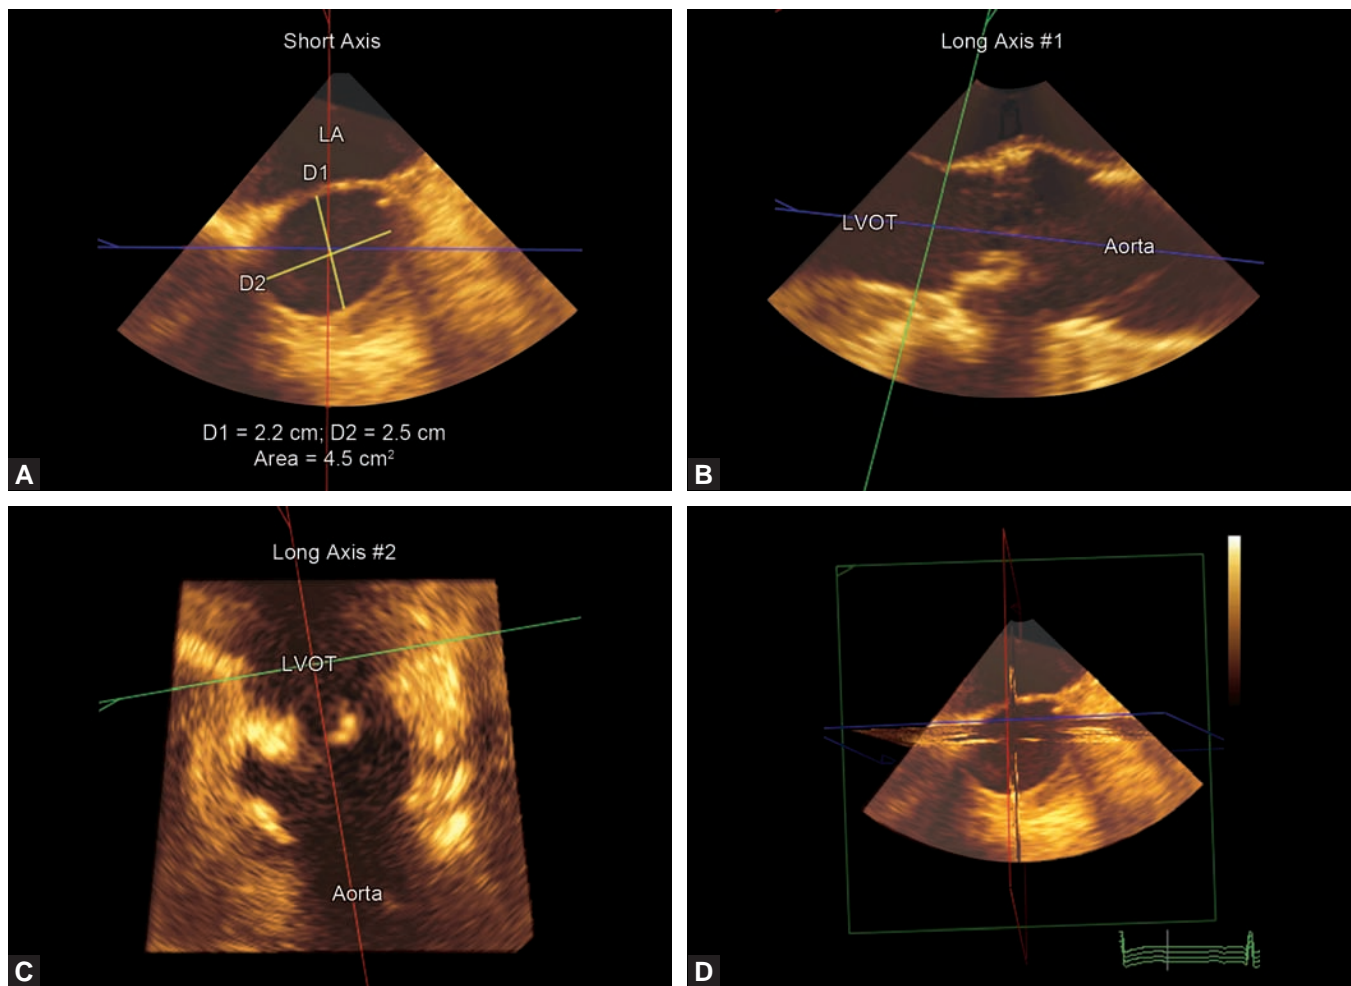 Short Axis
LA
D1
D2
D1 = 2.2 cm; D2 = 2.5 cm
Area = 4.5 cm²
A
Long Axis #1
LVOT
Aorta
B
Long Axis #2
LVOT
Aorta
C
D